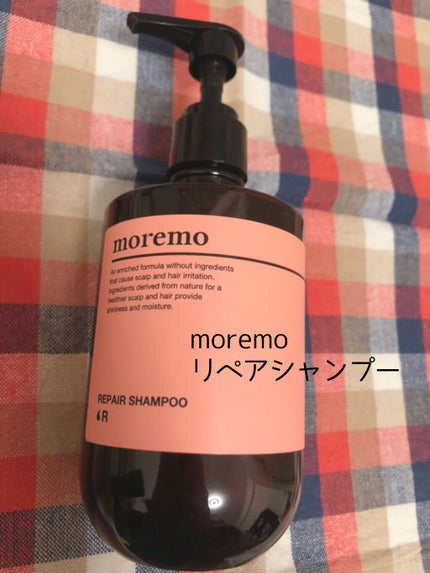 moremo
An enriched formula without ingredients
that cause scalp and hair irritation.
Ingredients derived from nature for a
healthier scalp and hair provide
shininess and moisture.
moremo
リペアシャンプー
REPAIR SHAMPOO
R